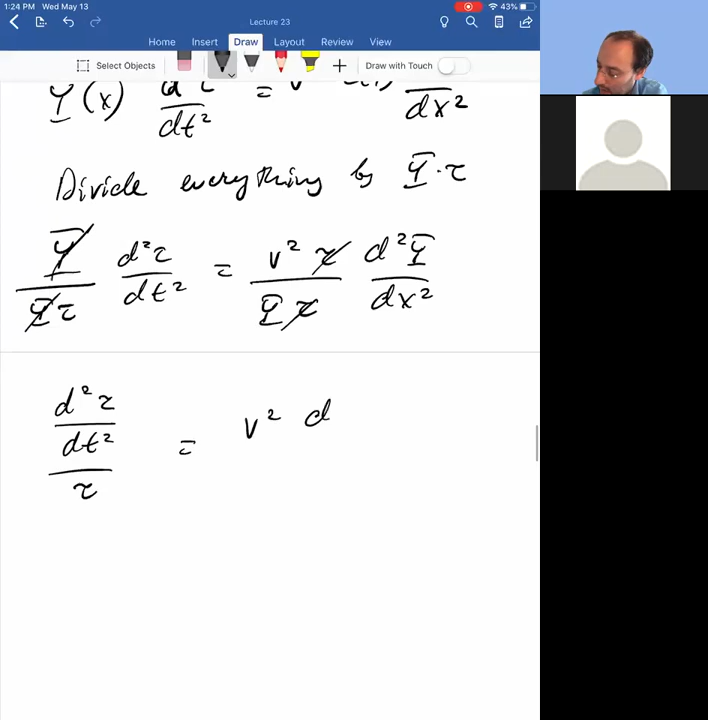 1:24 PM Wed May 13
43%
Lecture 23
Home Insert Draw Layout Review View
Select Objects
Draw with Touch
Ψ(x) d²τ/dt² = v² τ(t) d²Ψ/dx²
Divide everything by Ψ·τ
Ψ/Ψτ d²τ/dt² = v² τ/Ψτ d²Ψ/dx²
d²τ/dt²/τ = v² d